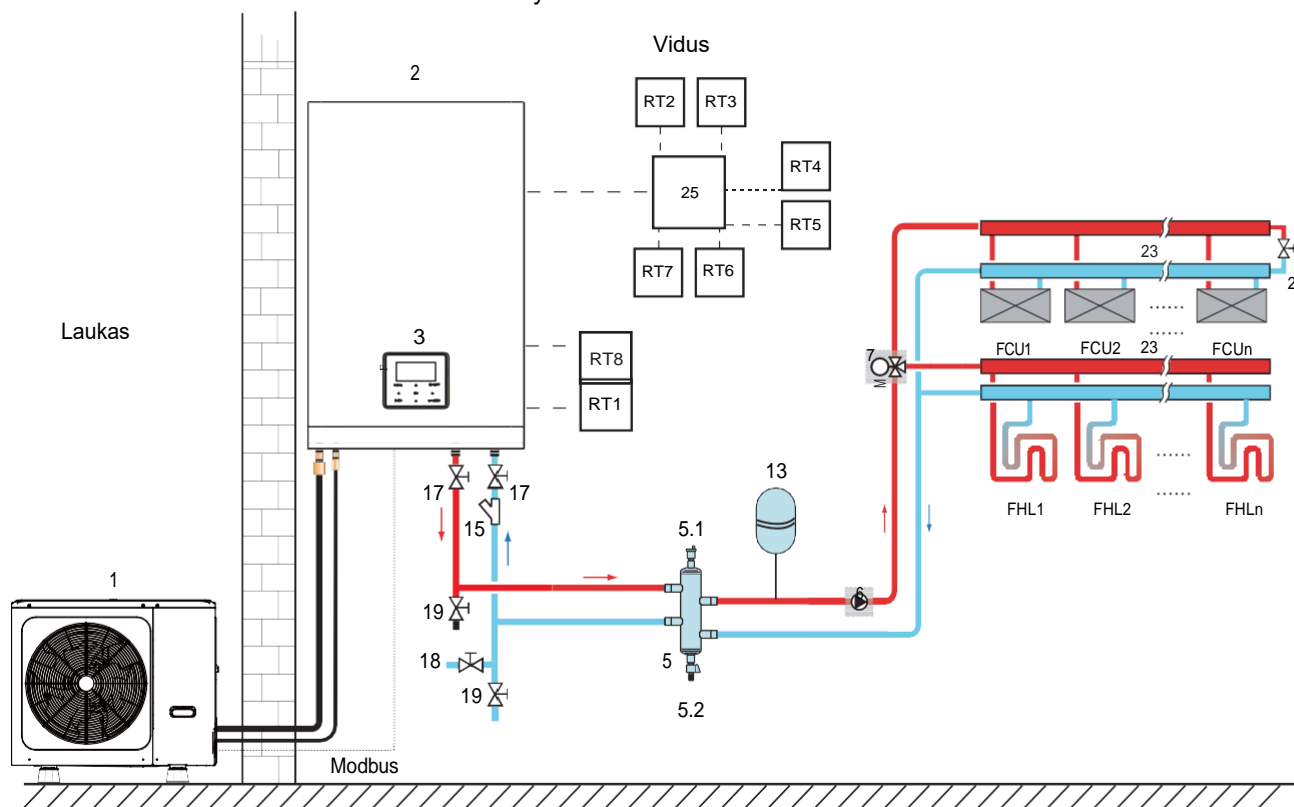 y
Vidus
2
RT2
RT3
RT4
25
RT5
RT7
RT6
23
2
Laukas
3
RT8
RT1
7
M
FCU1
FCU2
23
FCUn
......
......
17
17
15
13
5.1
FHL1
FHL2
......
......
FHLn
1
19
6
18
5
19
5.2
Modbus